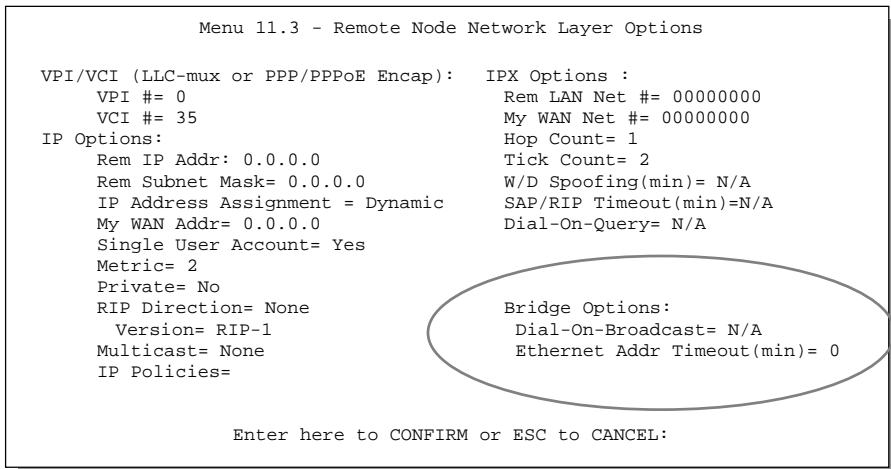 Menu 11.3 - Remote Node Network Layer Options
VPI/VCI (LLC-mux or PPP/PPPoE Encap): IPX Options :
VPI #= 0 Rem LAN Net #= 00000000
VCI #= 35 My WAN Net #= 00000000
IP Options: Hop Count= 1
Rem IP Addr: 0.0.0.0 Tick Count= 2
Rem Subnet Mask= 0.0.0.0 W/D Spoofing(min)= N/A
IP Address Assignment = Dynamic SAP/RIP Timeout(min)=N/A
My WAN Addr= 0.0.0.0 Dial-On-Query= N/A
Single User Account= Yes
Metric= 2
Private= No
RIP Direction= None Bridge Options:
Version= RIP-1 Dial-On-Broadcast= N/A
Multicast= None Ethernet Addr Timeout(min)= 0
IP Policies=
Enter here to CONFIRM or ESC to CANCEL: